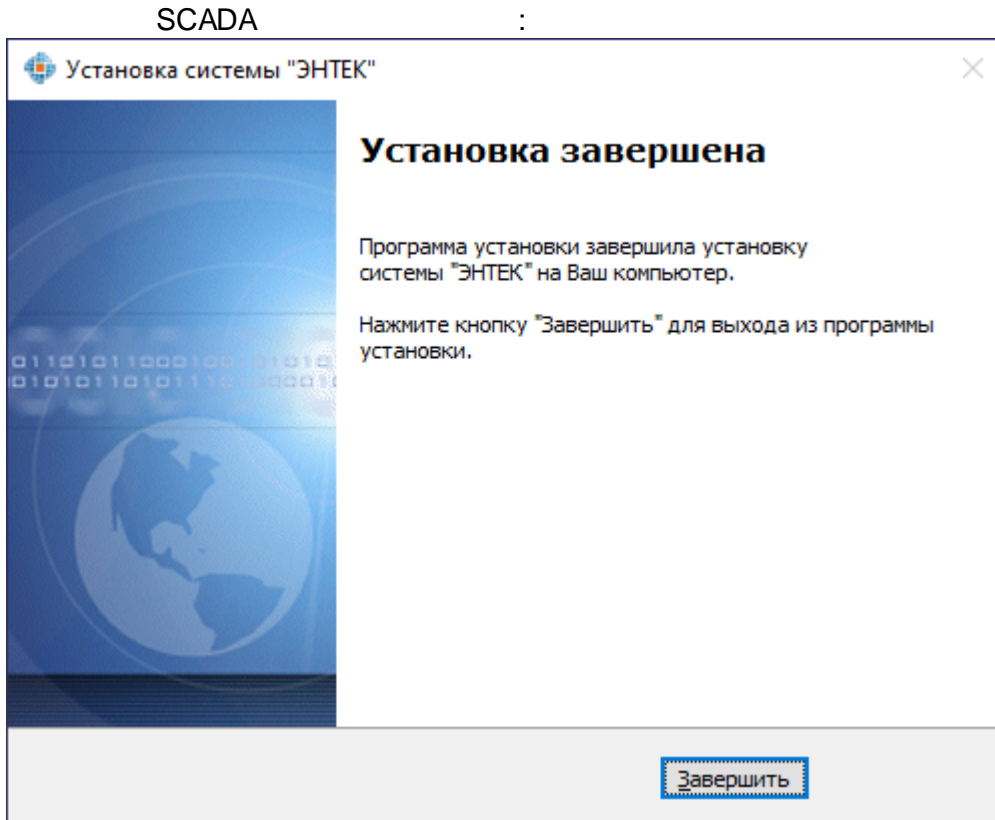 SCADA :
Установка системы "ЭНТЕК"
Установка завершена
Программа установки завершила установку
системы "ЭНТЕК" на Ваш компьютер.
Нажмите кнопку "Завершить" для выхода из программы
установки.
Завершить